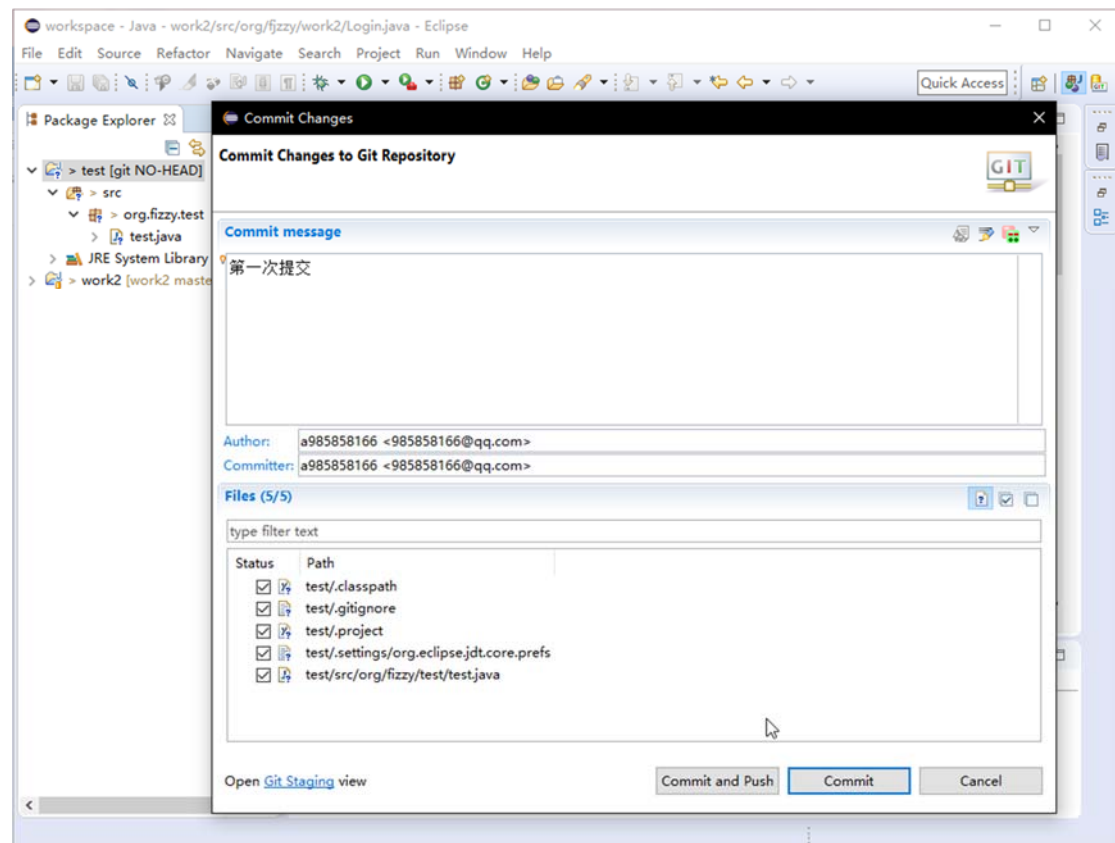 workspace - Java - work2/src/org/fjzzy/work2/Login.java - Eclipse
File Edit Source Refactor Navigate Search Project Run Window Help
Quick Access
Package Explorer
> test [git NO-HEAD]
> src
> org.fizzy.test
test.java
JRE System Library
> work2 [work2 maste
Commit Changes
Commit Changes to Git Repository
GIT
Commit message
第一次提交
Author: a985858166 <985858166@qq.com>
Committer: a985858166 <985858166@qq.com>
Files (5/5)
type filter text
Status Path
test/.classpath
test/.gitignore
test/.project
test/.settings/org.eclipse.jdt.core.prefs
test/src/org/fizzy/test/test.java
Open Git Staging view
Commit and Push
Commit
Cancel